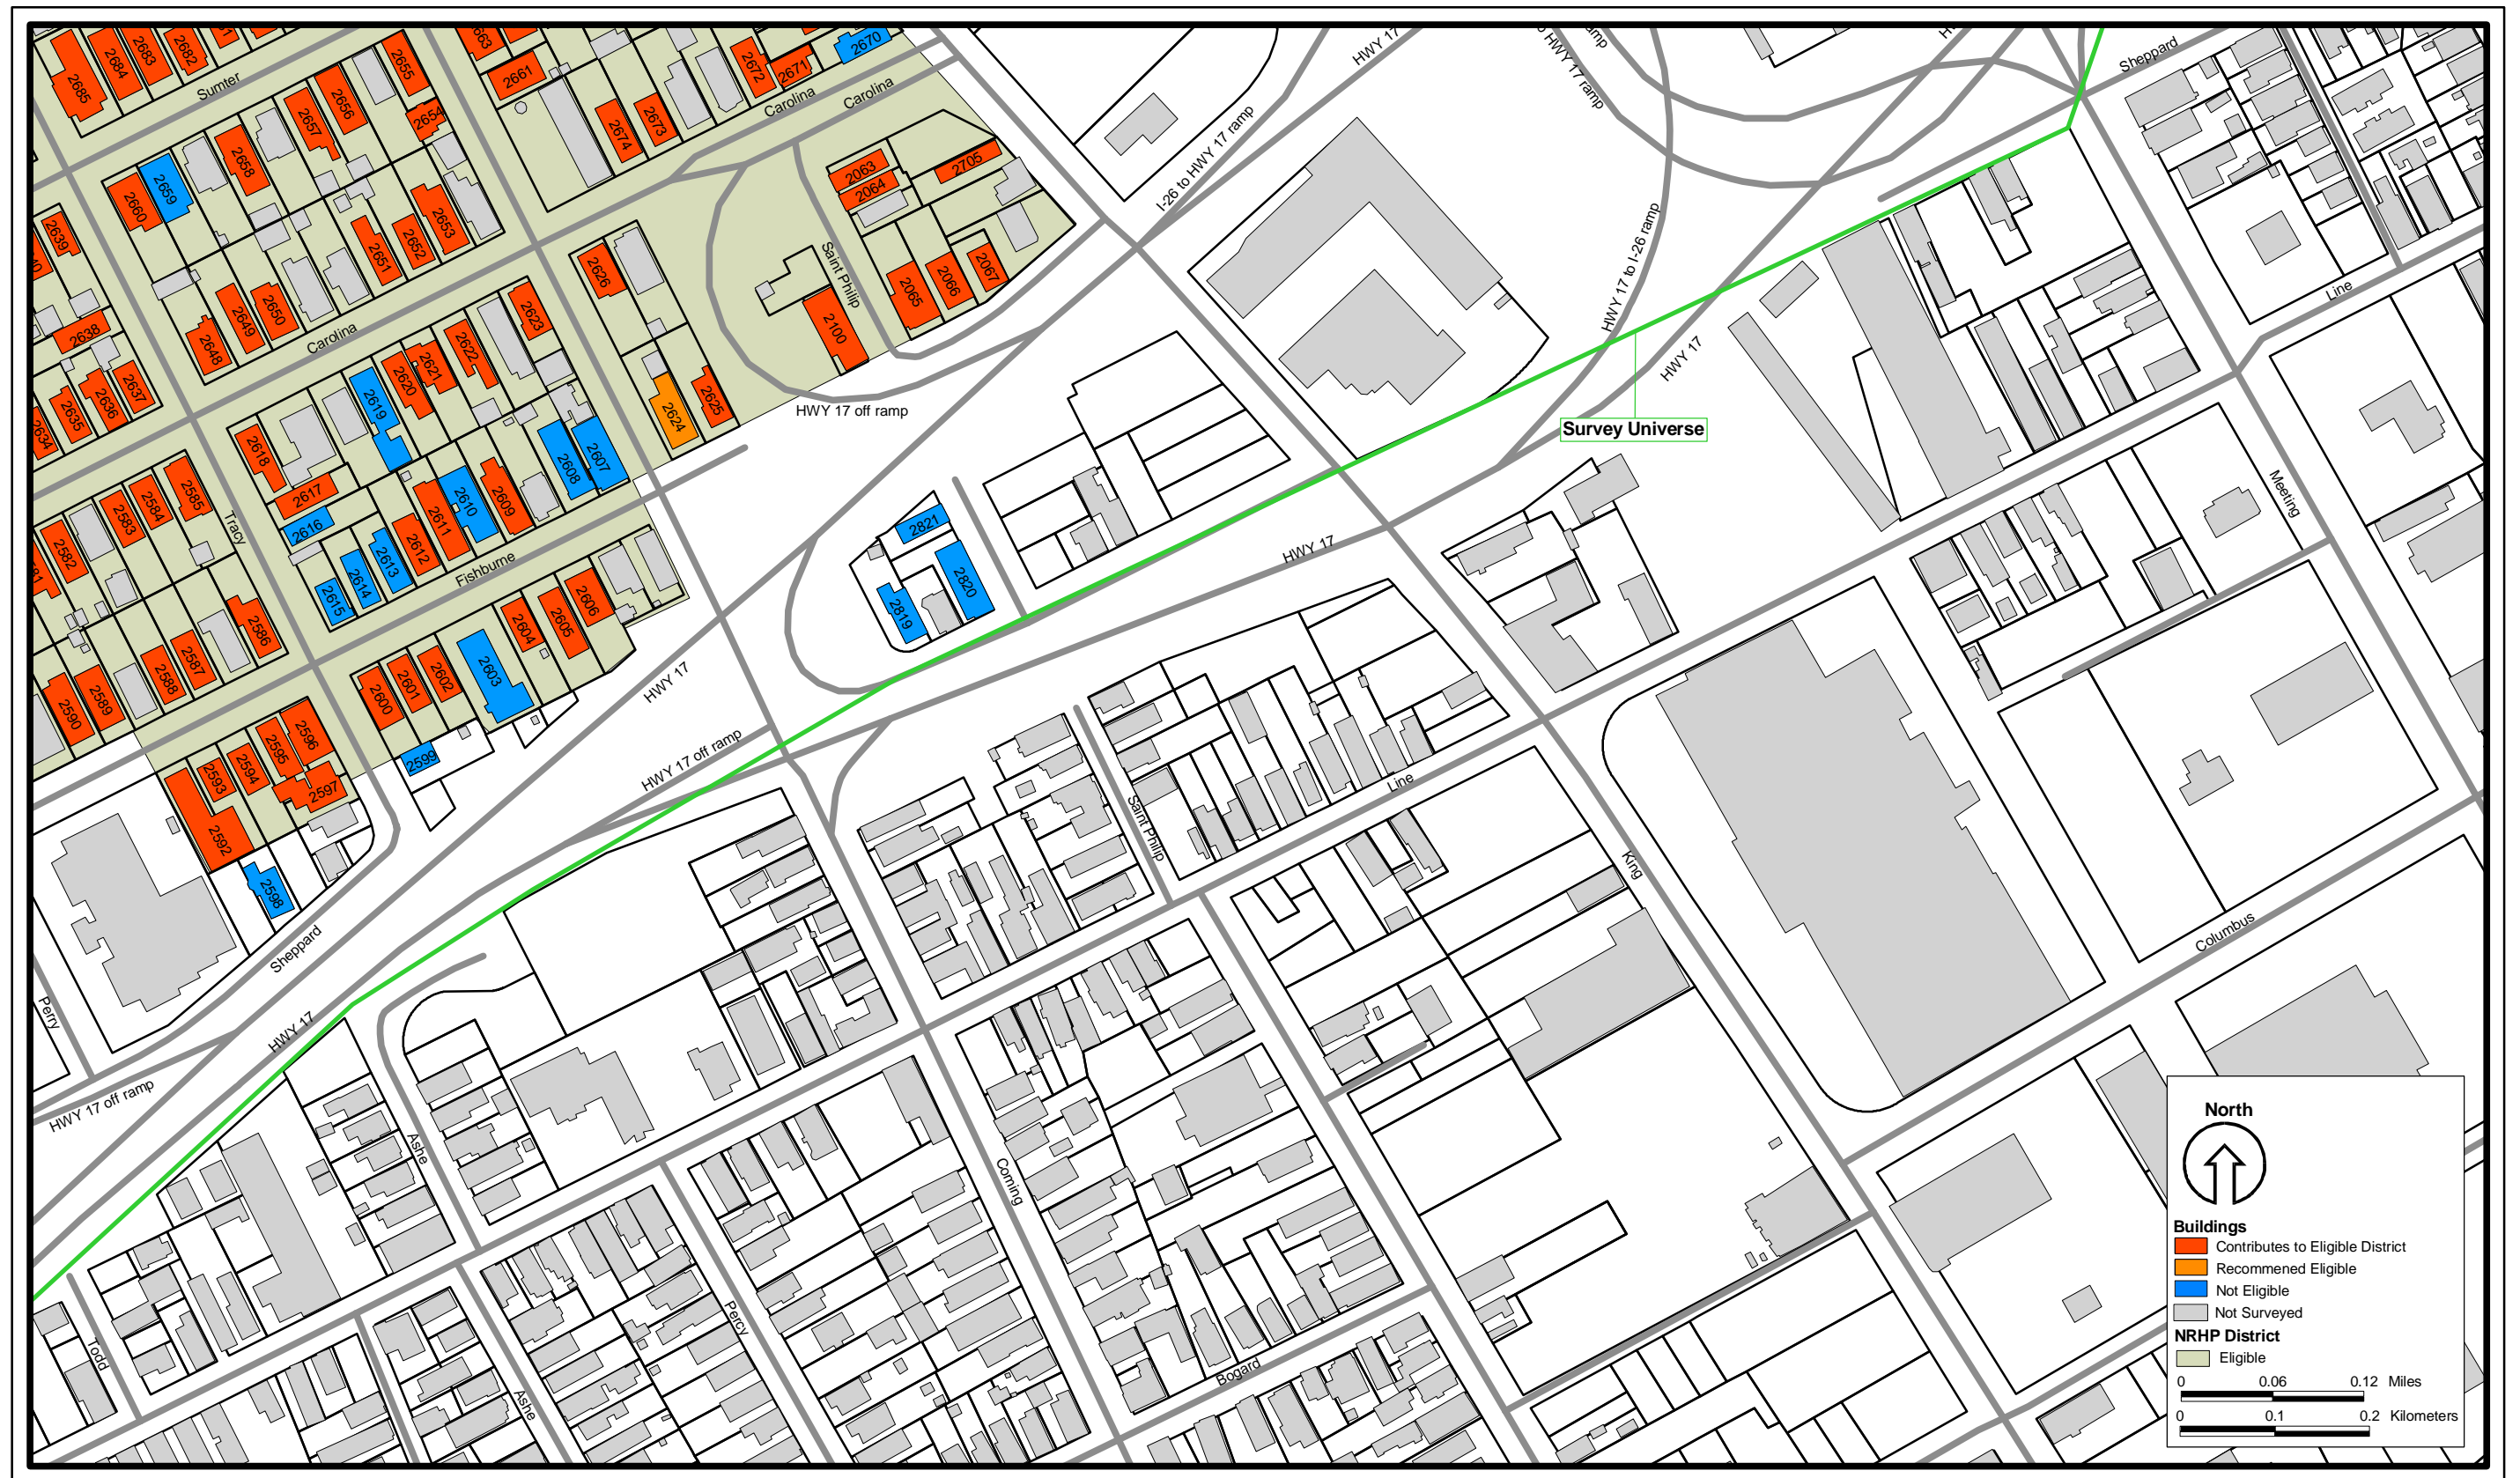 2685
2684
2683
2682
Sumter
2655
2654
2656
2657
2658
2659
2660
2661
2672
2671
2670
2674
2673
Carolina
Carolina
HWY 17
I-26 to HWY 17 ramp
HWY 17 ramp
HWY 17 to I-26 ramp
HWY 17
Sheppard
Line
2639
2638
2637
2636
2635
2634
2653
2652
2651
2650
2649
2648
Carolina
2626
2063
2064
2705
Saint Philip
2065
2066
2067
2100
HWY 17 off ramp
2623
2622
2621
2620
2619
2618
2617
2616
2624
2625
2607
2608
2609
2610
2611
2612
2613
2614
2615
Fishburne
Tracy
2585
2584
2583
2582
2586
2587
2588
2589
2590
2606
2605
2604
2603
2602
2601
2600
2599
2596
2595
2594
2593
2597
2592
2598
2821
2820
2819
Survey Universe
HWY 17
HWY 17
HWY 17 off ramp
Meeting
Saint Philip
Line
King
Columbus
Sheppard
Perry
HWY 17
HWY 17 off ramp
Ashe
Coming
Percy
Todd
Ashe
Bogard
North
Buildings
Contributes to Eligible District
Recommened Eligible
Not Eligible
Not Surveyed
NRHP District
Eligible
0 0.06 0.12 Miles
0 0.1 0.2 Kilometers